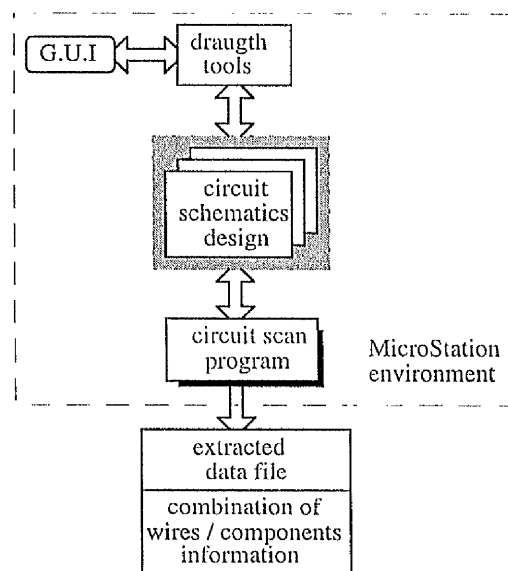 G.U.I
draugth
tools
circuit
schematics
design
circuit scan
program
MicroStation
environment
extracted
data file
combination of
wires / components
information